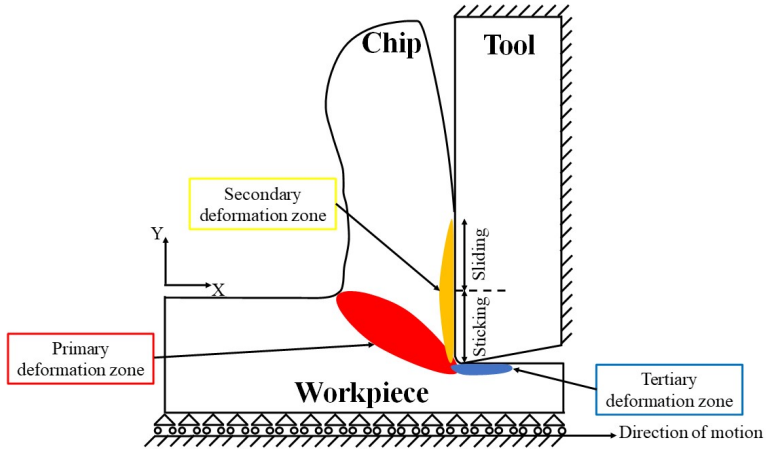 Chip
Tool
Secondary
deformation zone
Y
X
Sliding
Sticking
Primary
deformation zone
Workpiece
Tertiary
deformation zone
Direction of motion